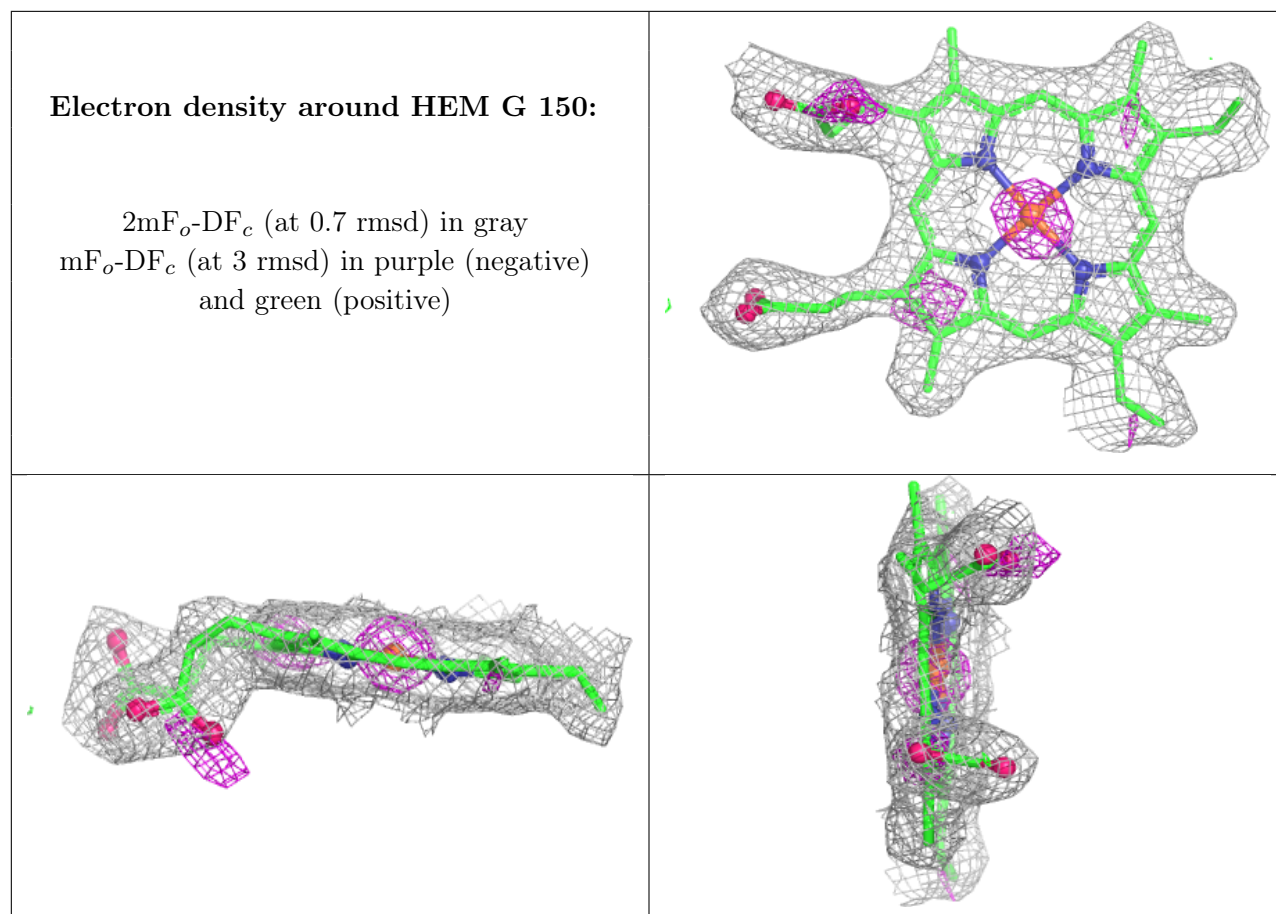 Electron density around HEM G 150:
2mFo-DFc (at 0.7 rmsd) in gray
mFo-DFc (at 3 rmsd) in purple (negative)
and green (positive)